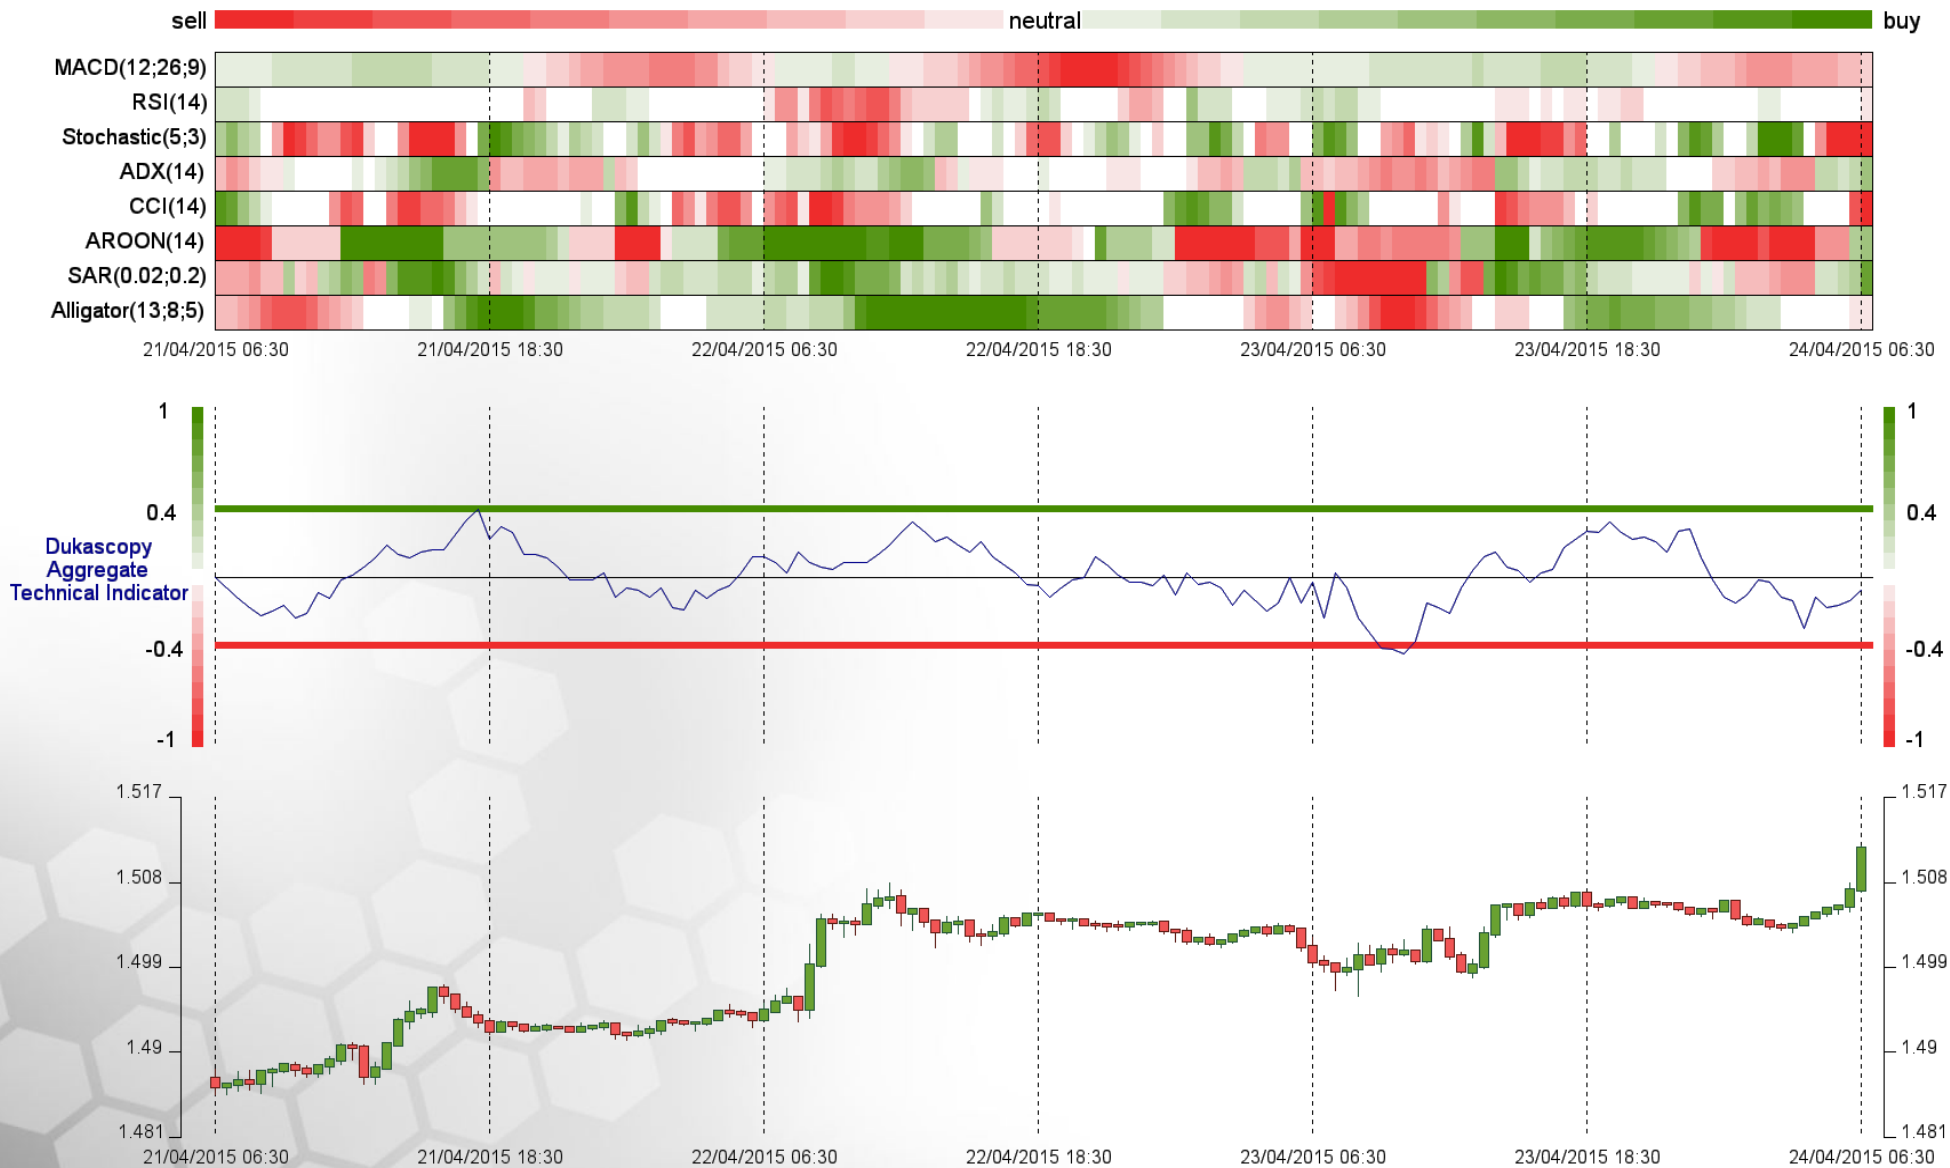 sell neutral buy
MACD(12;26;9)
RSI(14)
Stochastic(5;3)
ADX(14)
CCI(14)
AROON(14)
SAR(0.02;0.2)
Alligator(13;8;5)
21/04/2015 06:30 21/04/2015 18:30 22/04/2015 06:30 22/04/2015 18:30 23/04/2015 06:30 23/04/2015 18:30 24/04/2015 06:30
1 1
0.4 0.4
Dukascopy
Aggregate
Technical Indicator
-0.4 -0.4
-1 -1
1.517 1.517
1.508 1.508
1.499 1.499
1.49 1.49
1.481 1.481
21/04/2015 06:30 21/04/2015 18:30 22/04/2015 06:30 22/04/2015 18:30 23/04/2015 06:30 23/04/2015 18:30 24/04/2015 06:30